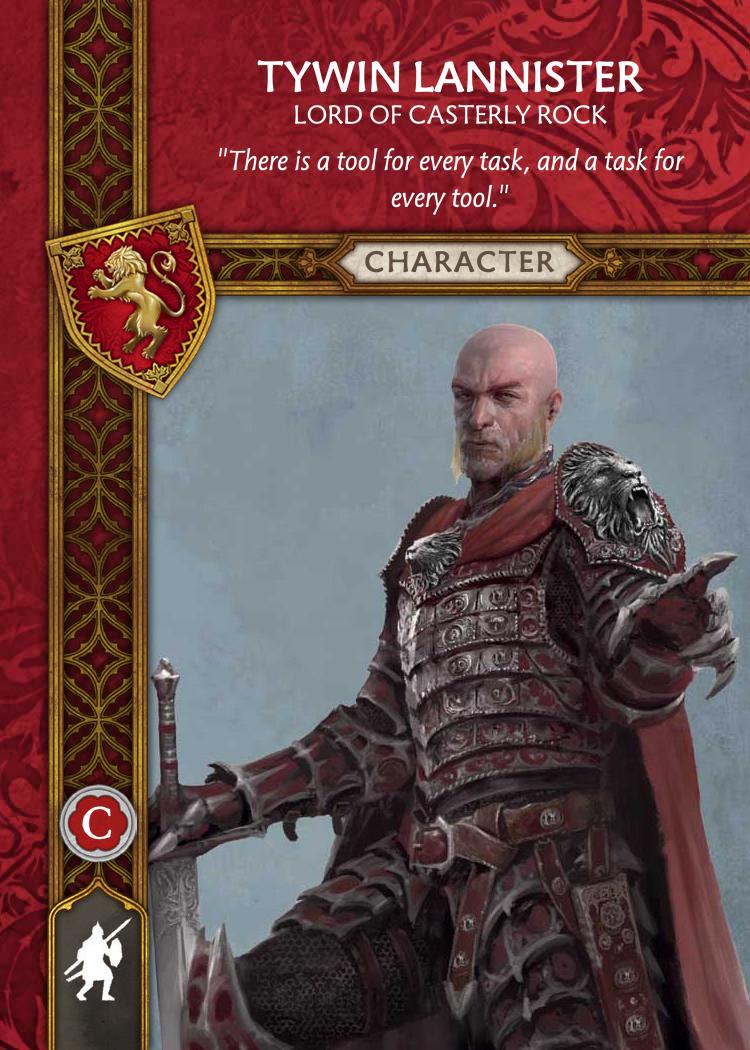 TYWIN LANNISTER
LORD OF CASTERLY ROCK
"There is a tool for every task, and a task for
every tool."
CHARACTER
C